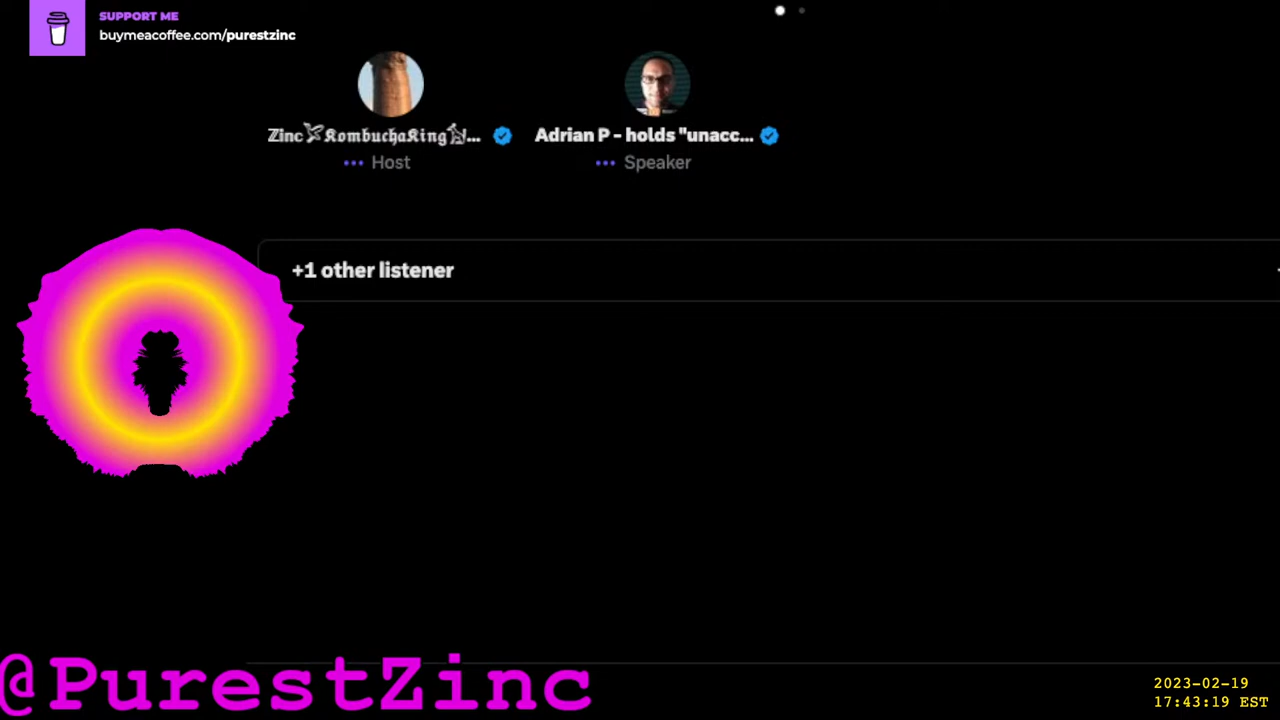 SUPPORT ME
buymeacoffee.com/purestzinc
ℤinc🕊𝕶𝖔𝖒𝖇𝖚𝖈𝖍𝖆𝕶𝖎𝖓𝖌
Adrian P - holds "unacc...
••• Host
••• Speaker
+1 other listener
@PurestZinc
2023-02-19
17:43:19 EST